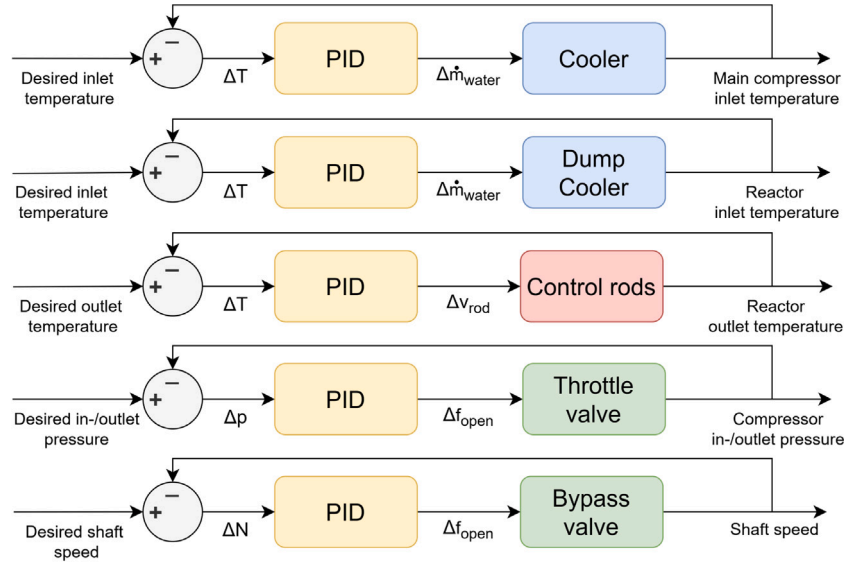 − + ΔT PID Δṁwater Cooler
Desired inlet
temperature
Main compressor
inlet temperature
− + ΔT PID Δṁwater Dump
Cooler
Desired inlet
temperature
Reactor
inlet temperature
− + ΔT PID Δvrod Control rods
Desired outlet
temperature
Reactor
outlet temperature
− + Δp PID Δfopen Throttle
valve
Desired in-/outlet
pressure
Compressor
in-/outlet pressure
− + ΔN PID Δfopen Bypass
valve
Desired shaft
speed
Shaft speed